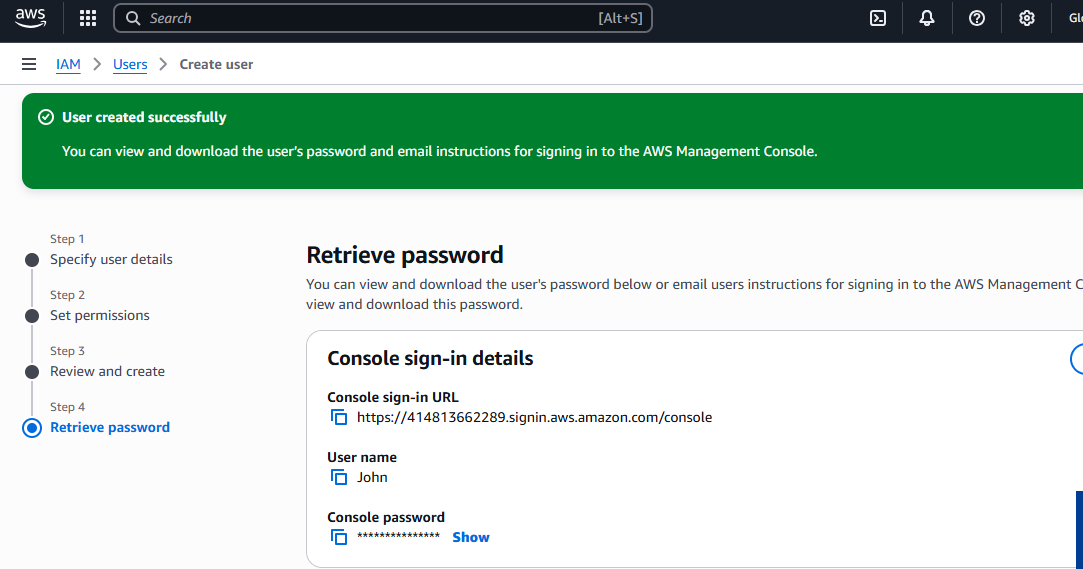 aws
Search [Alt+S]
IAM > Users > Create user
User created successfully
You can view and download the user's password and email instructions for signing in to the AWS Management Console.
Step 1
Specify user details
Step 2
Set permissions
Step 3
Review and create
Step 4
Retrieve password
Retrieve password
You can view and download the user's password below or email users instructions for signing in to the AWS Management
view and download this password.
Console sign-in details
Console sign-in URL
https://414813662289.signin.aws.amazon.com/console
User name
John
Console password
*************** Show